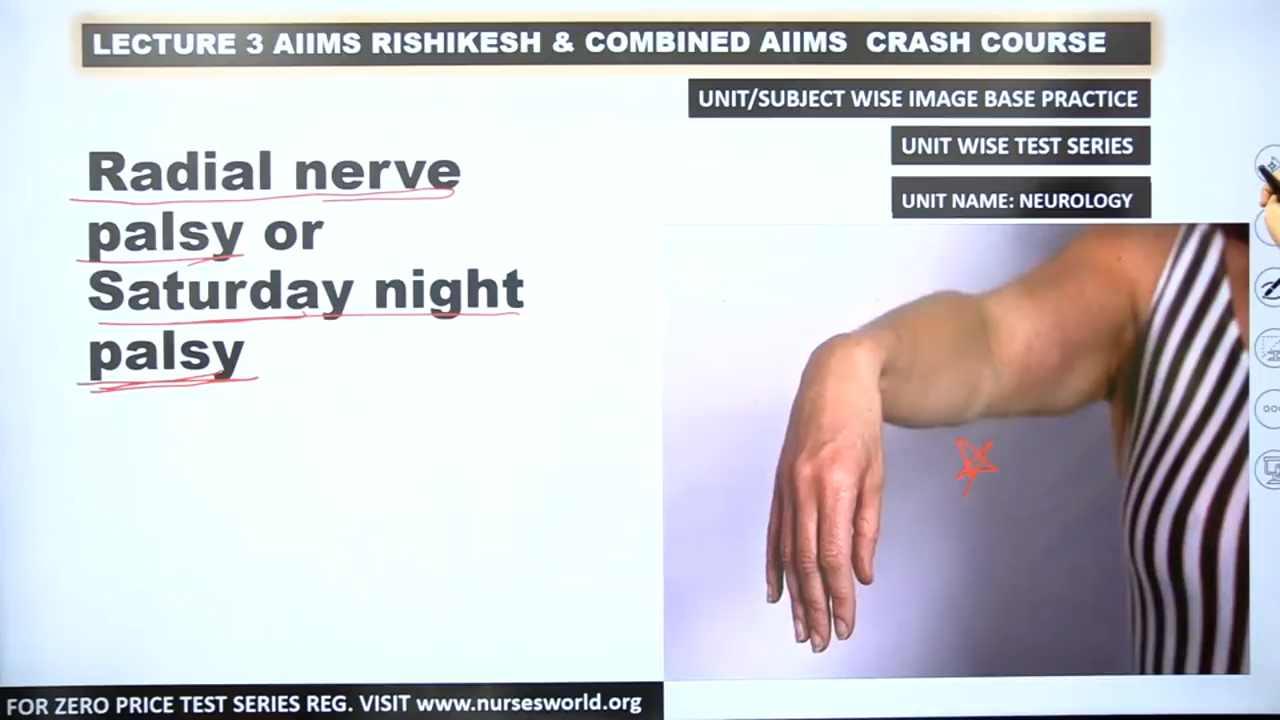 LECTURE 3 AIIMS RISHIKESH & COMBINED AIIMS CRASH COURSE
UNIT/SUBJECT WISE IMAGE BASE PRACTICE
UNIT WISE TEST SERIES
UNIT NAME: NEUROLOGY
Radial nerve
palsy or
Saturday night
palsy
FOR ZERO PRICE TEST SERIES REG. VISIT www.nursesworld.org